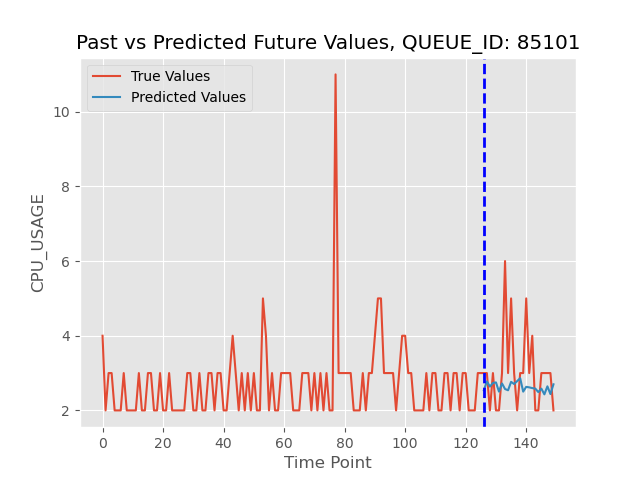 Past vs Predicted Future Values, QUEUE_ID: 85101
True Values
Predicted Values
CPU_USAGE
10
8
6
4
2
0 20 40 60 80 100 120 140
Time Point